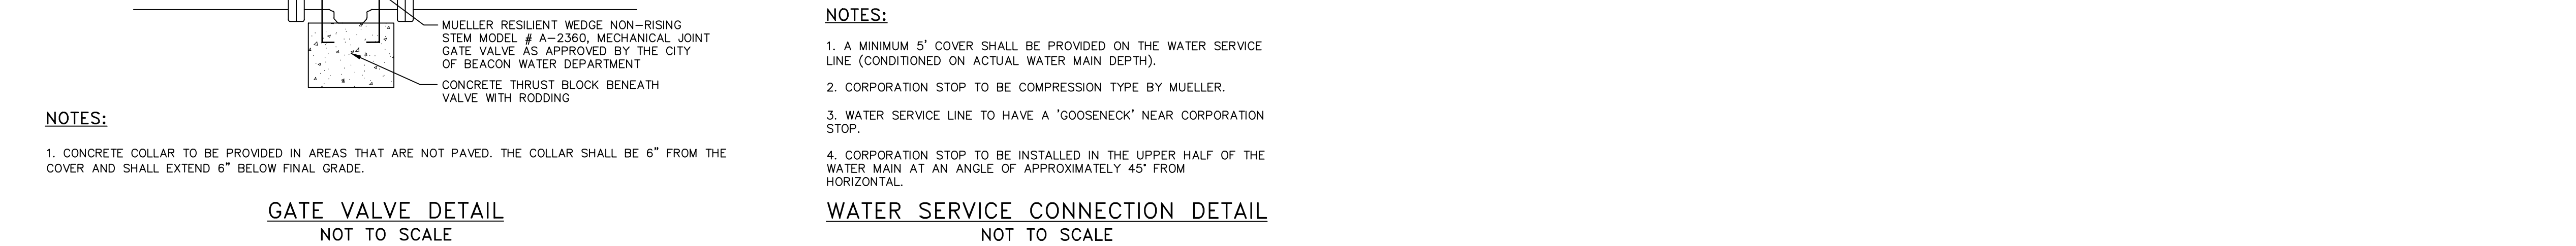 MUELLER RESILIENT WEDGE NON-RISING
STEM MODEL # A-2360, MECHANICAL JOINT
GATE VALVE AS APPROVED BY THE CITY
OF BEACON WATER DEPARTMENT
CONCRETE THRUST BLOCK BENEATH
VALVE WITH RODDING
NOTES:
1. CONCRETE COLLAR TO BE PROVIDED IN AREAS THAT ARE NOT PAVED. THE COLLAR SHALL BE 6" FROM THE
COVER AND SHALL EXTEND 6" BELOW FINAL GRADE.
GATE VALVE DETAIL
NOT TO SCALE
NOTES:
1. A MINIMUM 5' COVER SHALL BE PROVIDED ON THE WATER SERVICE
LINE (CONDITIONED ON ACTUAL WATER MAIN DEPTH).
2. CORPORATION STOP TO BE COMPRESSION TYPE BY MUELLER.
3. WATER SERVICE LINE TO HAVE A 'GOOSENECK' NEAR CORPORATION
STOP.
4. CORPORATION STOP TO BE INSTALLED IN THE UPPER HALF OF THE
WATER MAIN AT AN ANGLE OF APPROXIMATELY 45° FROM
HORIZONTAL.
WATER SERVICE CONNECTION DETAIL
NOT TO SCALE